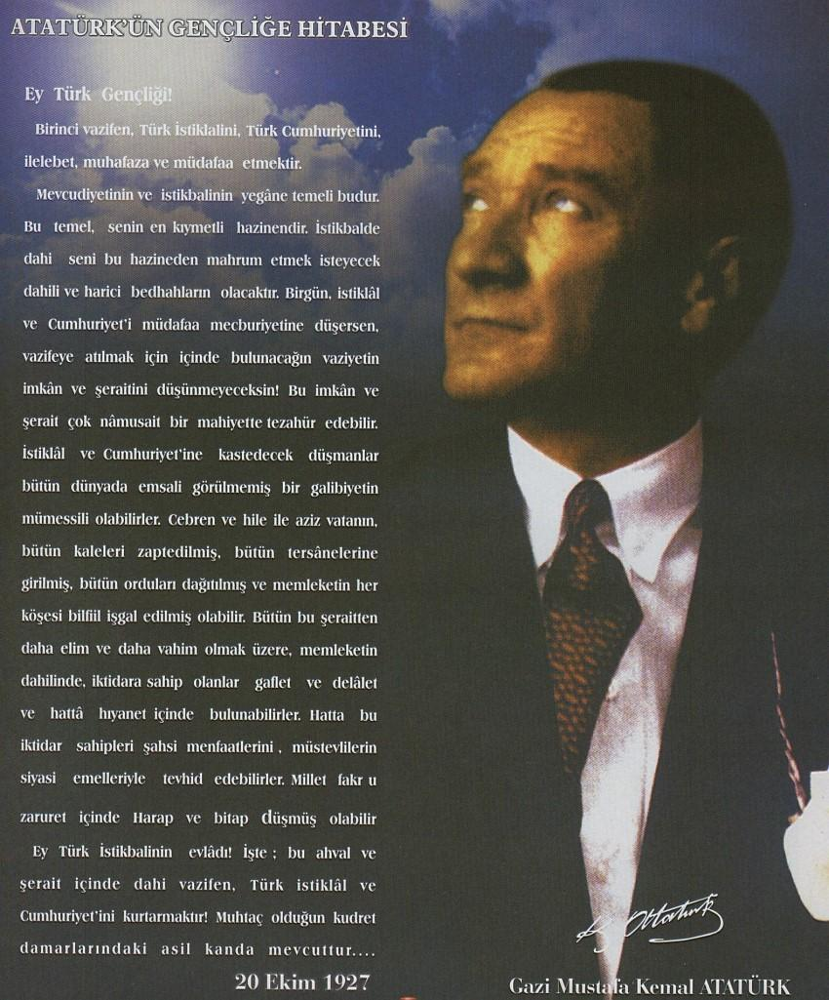 ATATÜRK'ÜN GENÇLİĞE HİTABESİ
Ey Türk Gençliği!
Birinci vazifen, Türk İstiklalini, Türk Cumhuriyetini,
ilelebet, muhafaza ve müdafaa etmektir.
Mevcudiyetinin ve istikbalinin yegâne temeli budur.
Bu temel, senin en kıymetli hazinendir. İstikbalde
dahi seni bu hazineden mahrum etmek isteyecek
dahili ve harici bedhahların olacaktır. Birgün, istiklâl
ve Cumhuriyet'i müdafaa mecburiyetine düşersen,
vazifeye atılmak için içinde bulunacağın vaziyetin
imkân ve şeraitini düşünmeyeceksin! Bu imkân ve
şerait çok nâmusait bir mahiyette tezahür edebilir.
İstiklâl ve Cumhuriyet'ine kastedecek düşmanlar
bütün dünyada emsali görülmemiş bir galibiyetin
mümessili olabilirler. Cebren ve hile ile aziz vatanın,
bütün kaleleri zaptedilmiş, bütün tersânelerine
girilmiş, bütün orduları dağıtılmış ve memleketin her
köşesi bilfiil işgal edilmiş olabilir. Bütün bu şeraitten
daha elim ve daha vahim olmak üzere, memleketin
dahilinde, iktidara sahip olanlar gaflet ve delâlet
ve hattâ hıyanet içinde bulunabilirler. Hatta bu
iktidar sahipleri şahsi menfaatlerini, müstevlilerin
siyasi emelleriyle tevhid edebilirler. Millet fakr u
zaruret içinde Harap ve bitap düşmüş olabilir
Ey Türk İstikbalinin evlâdı! İşte ; bu ahval ve
şerait içinde dahi vazifen, Türk istiklâl ve
Cumhuriyet'ini kurtarmaktır! Muhtaç olduğun kudret
damarlarındaki asil kanda mevcuttur....
20 Ekim 1927
K. Atatürk
Gazi Mustafa Kemal ATATÜRK